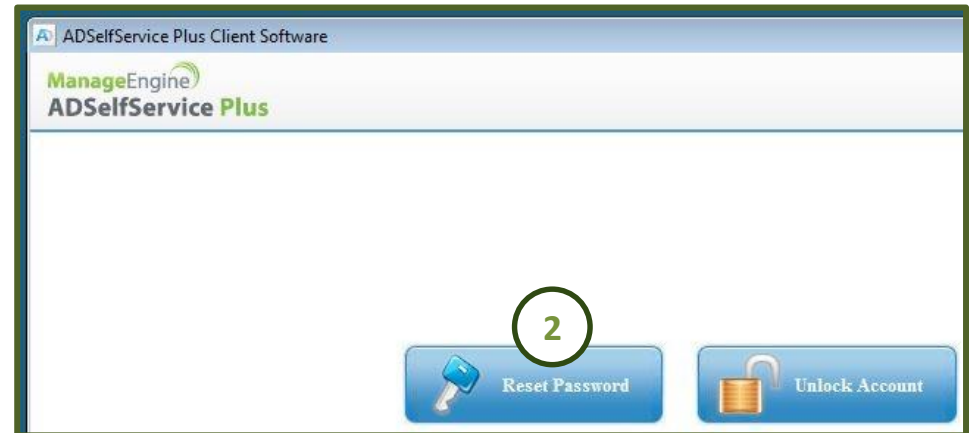 ADSelfService Plus Client Software
ManageEngine
ADSelfService Plus
2
Reset Password
Unlock Account